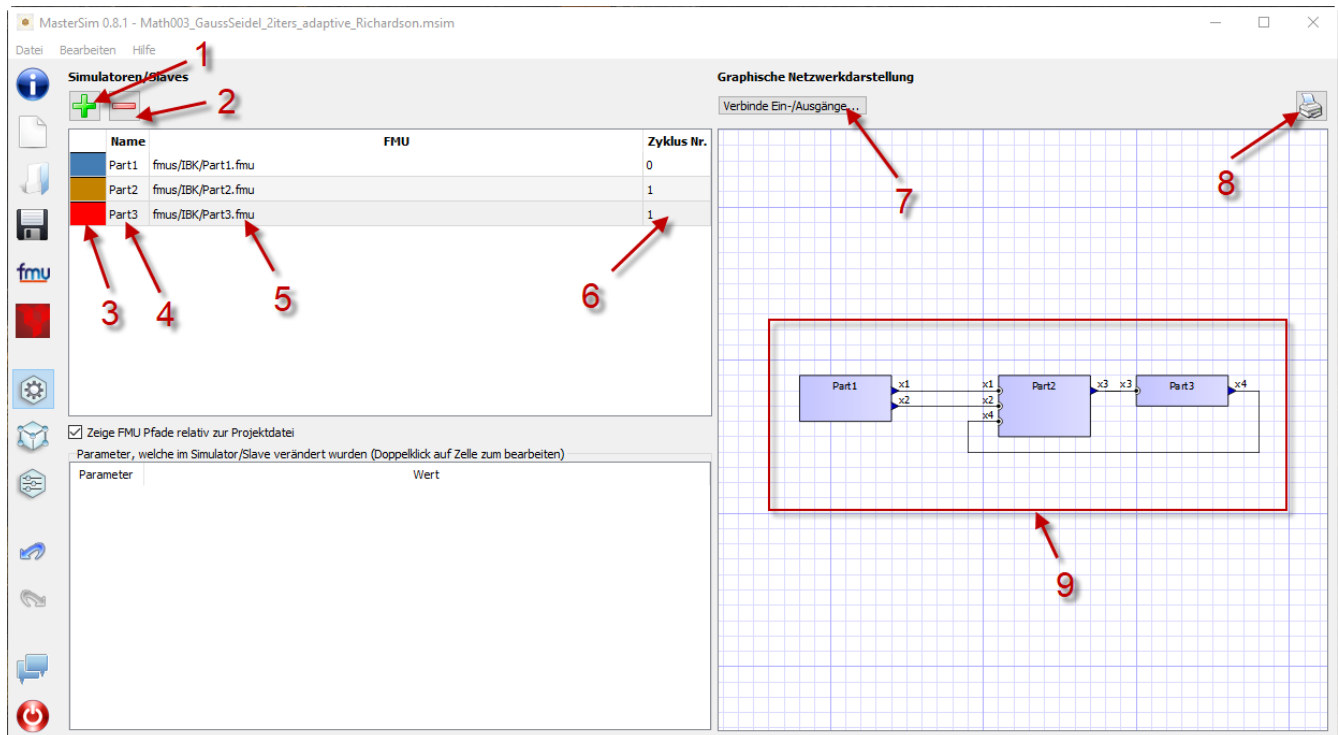 MasterSim 0.8.1 - Math003_GaussSeidel_2iters_adaptive_Richardson.msim
Datei Bearbeiten Hilfe
1
Simulatoren/Slaves
2
Name FMU Zyklus Nr.
Part1 fmus/IBK/Part1.fmu 0
Part2 fmus/IBK/Part2.fmu 1
Part3 fmus/IBK/Part3.fmu 1
fmu
3
4
5
6
Zeige FMU Pfade relativ zur Projektdatei
Parameter, welche im Simulator/Slave verändert wurden (Doppelklick auf Zelle zum bearbeiten)
Parameter Wert
Graphische Netzwerkdarstellung
Verbinde Ein-/Ausgänge...
7
8
Part1 x1 x1 Part2 x3 x3 Part3 x4
x2 x2
x4
9